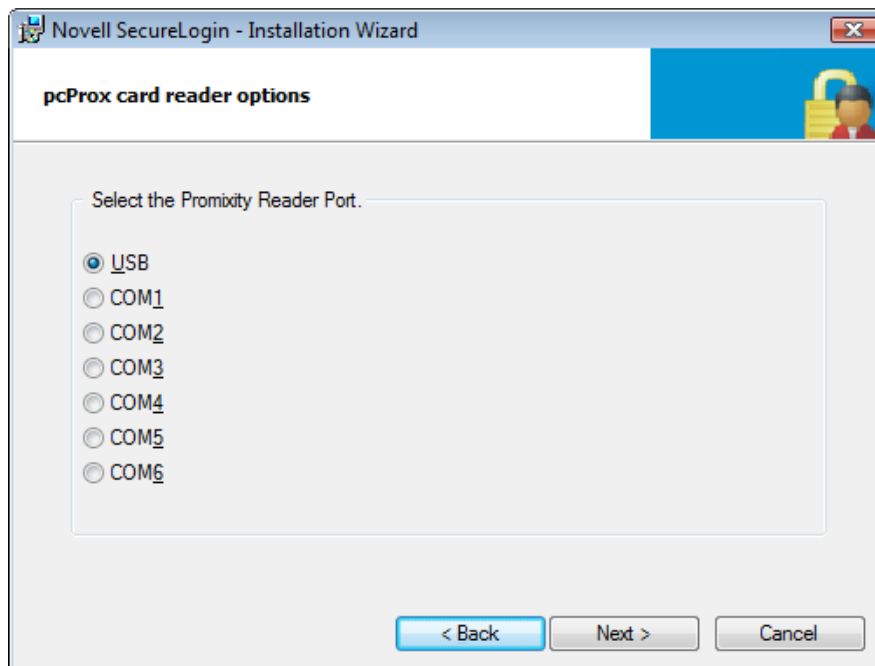 Novell SecureLogin - Installation Wizard
pcProx card reader options
Select the Promixity Reader Port.
USB
COM1
COM2
COM3
COM4
COM5
COM6
< Back Next > Cancel